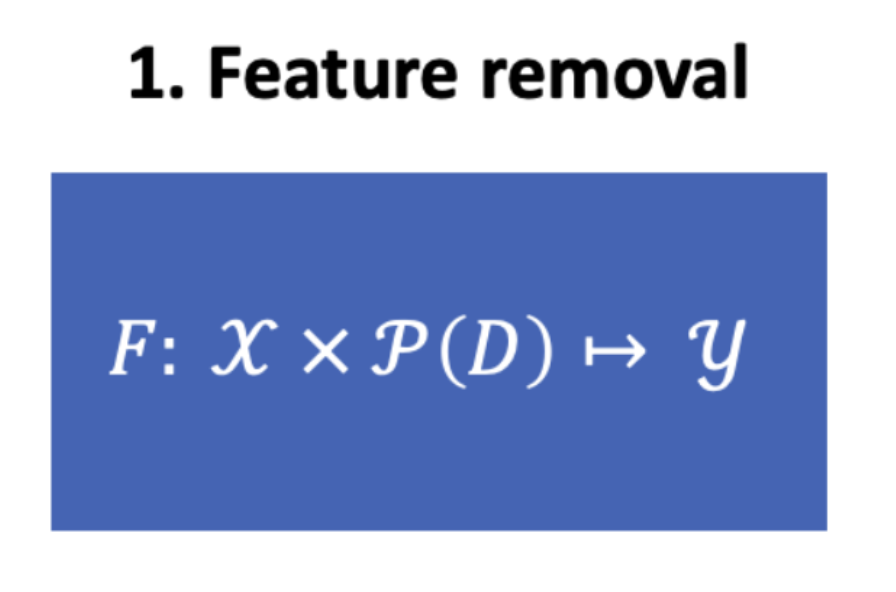 1. Feature removal
F: 𝒳 × 𝒫(D) ↦ 𝒴